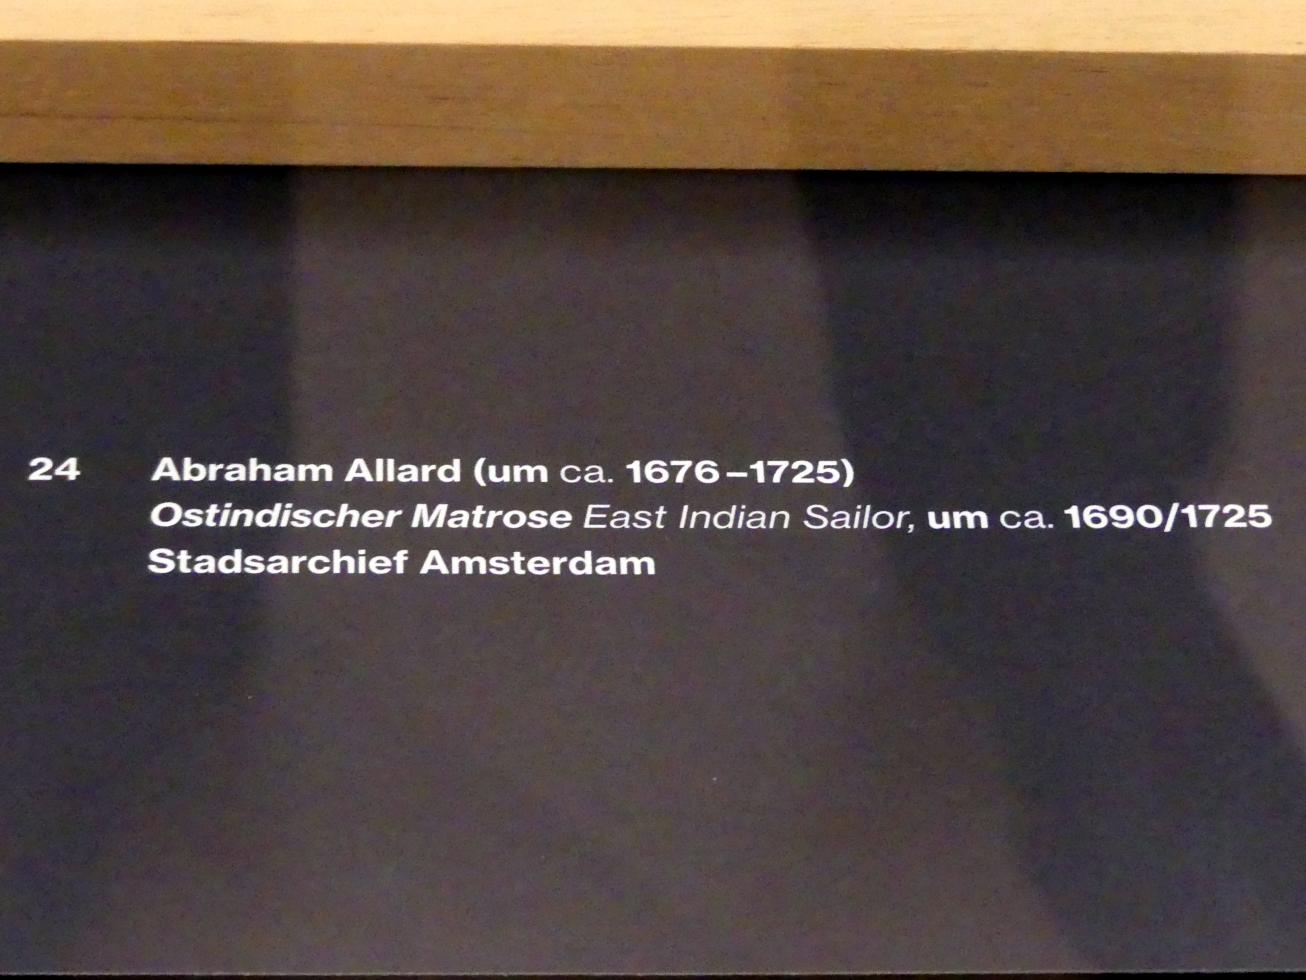 24 Abraham Allard (um ca. 1676–1725)
Ostindischer Matrose East Indian Sailor, um ca. 1690/1725
Stadsarchief Amsterdam